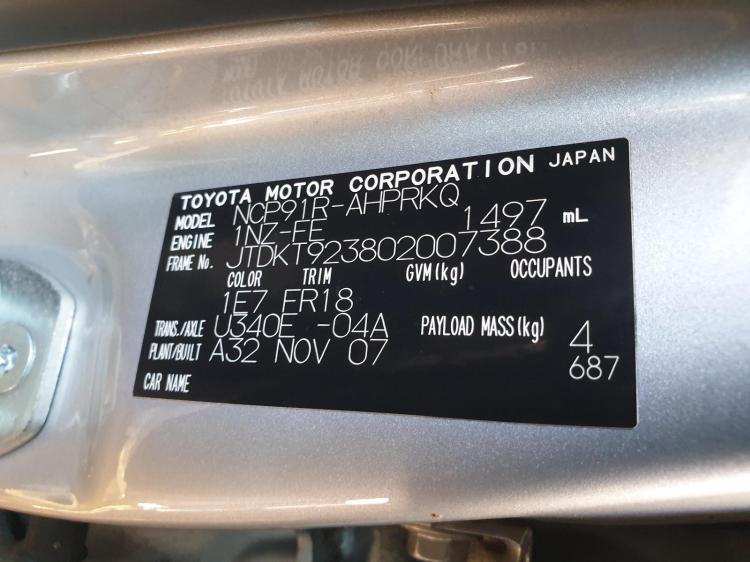 TOYOTA MOTOR CORPORATION JAPAN
MODEL NCP91R-AHPRKQ
ENGINE 1NZ-FE 1497 mL
FRAME No. JTDKT923802007388
COLOR TRIM GVM(kg) OCCUPANTS
1E7 ER18
TRANS./AXLE U340E -04A PAYLOAD MASS(kg) 4
PLANT/BUILT A32 NOV 07 687
CAR NAME